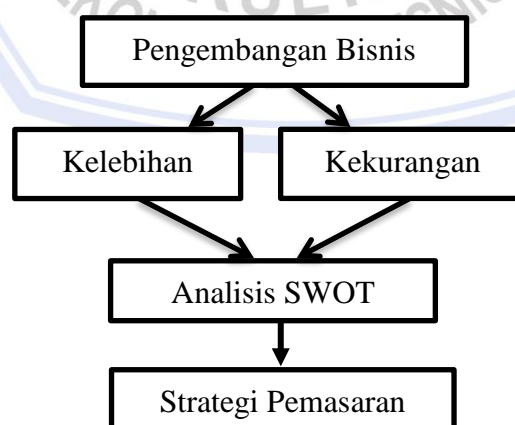 Pengembangan Bisnis
Kelebihan
Kekurangan
Analisis SWOT
Strategi Pemasaran